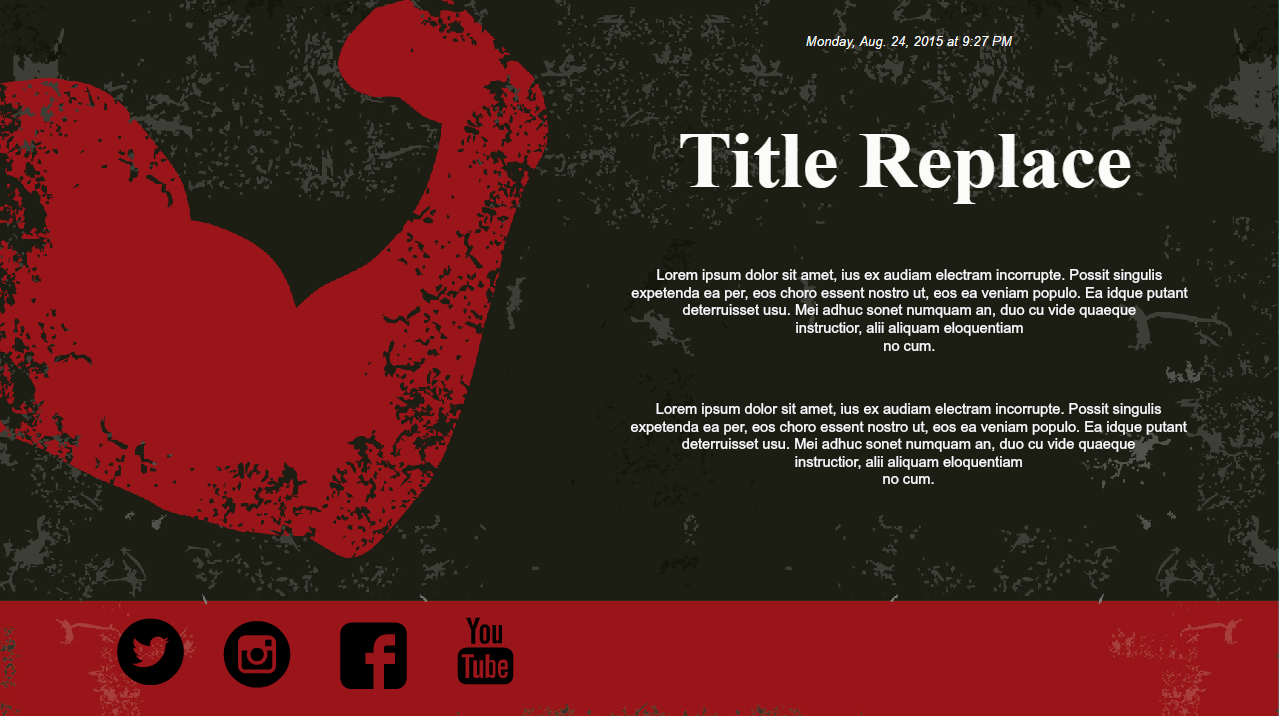 Monday, Aug. 24, 2015 at 9:27 PM
Title Replace
Lorem ipsum dolor sit amet, ius ex audiam electram incorrupte. Possit singulis
expetenda ea per, eos choro essent nostro ut, eos ea veniam populo. Ea idque putant
deterruisset usu. Mei adhuc sonet numquam an, duo cu vide quaeque
instructior, alii aliquam eloquentiam
no cum.
Lorem ipsum dolor sit amet, ius ex audiam electram incorrupte. Possit singulis
expetenda ea per, eos choro essent nostro ut, eos ea veniam populo. Ea idque putant
deterruisset usu. Mei adhuc sonet numquam an, duo cu vide quaeque
instructior, alii aliquam eloquentiam
no cum.
You
Tube